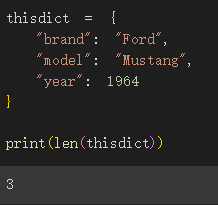 thisdict = {
    "brand": "Ford",
    "model": "Mustang",
    "year": 1964
}
print(len(thisdict))
3